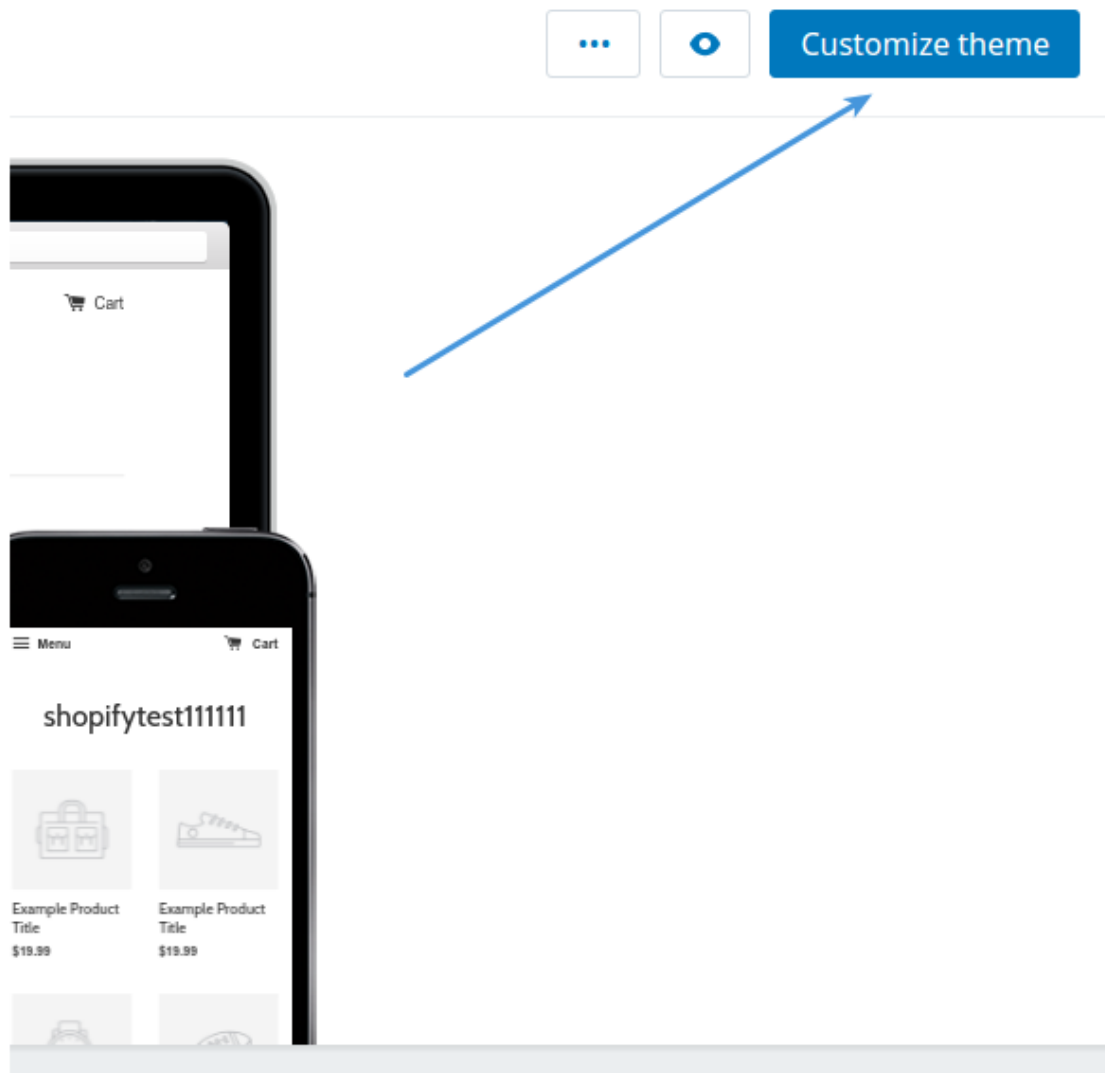 Customize theme
Cart
Menu
Cart
shopifytest111111
Example Product
Title
$19.99
Example Product
Title
$19.99